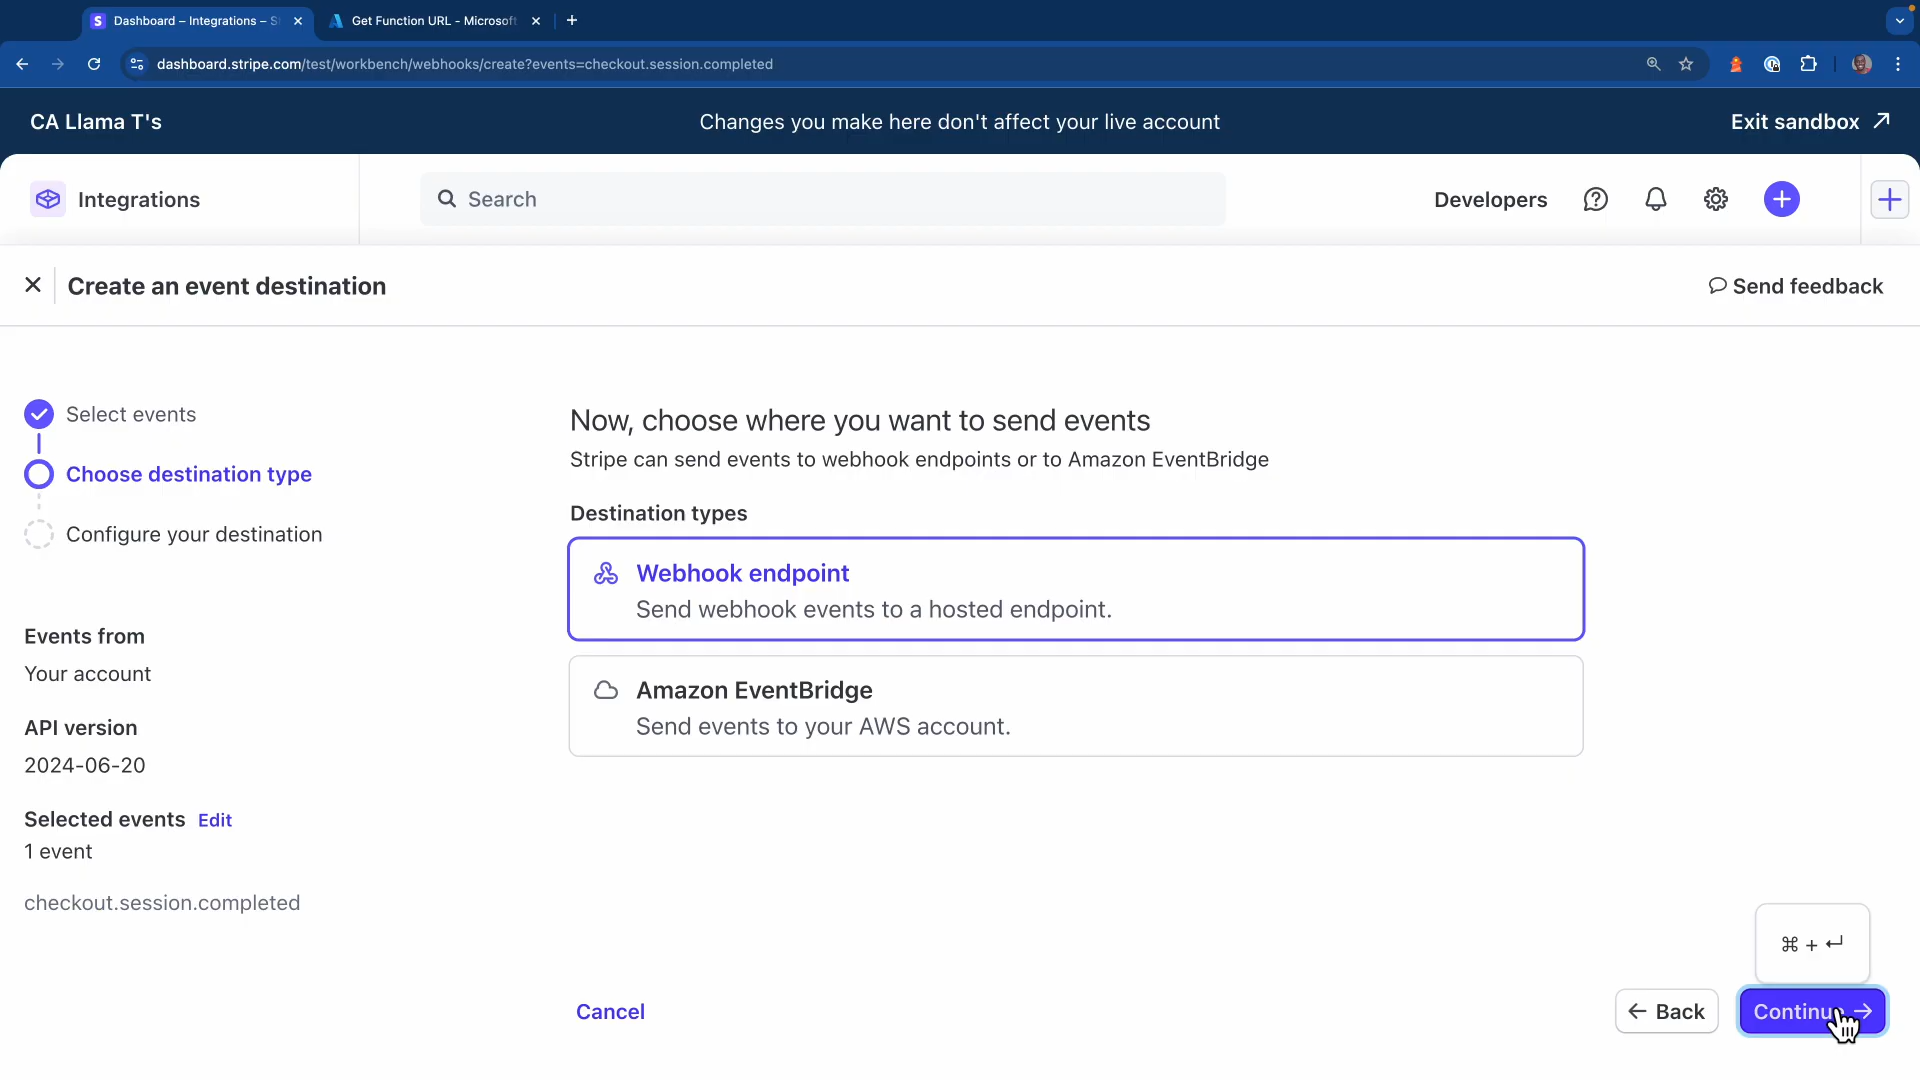 Dashboard – Integrations – S
Get Function URL - Microsoft
dashboard.stripe.com/test/workbench/webhooks/create?events=checkout.session.completed
CA Llama T's
Changes you make here don't affect your live account
Exit sandbox
Integrations
Search
Developers
Create an event destination
Send feedback
Select events
Choose destination type
Configure your destination
Events from
Your account
API version
2024-06-20
Selected events Edit
1 event
checkout.session.completed
Now, choose where you want to send events
Stripe can send events to webhook endpoints or to Amazon EventBridge
Destination types
Webhook endpoint
Send webhook events to a hosted endpoint.
Amazon EventBridge
Send events to your AWS account.
⌘ + ↵
Cancel
← Back
Continue →